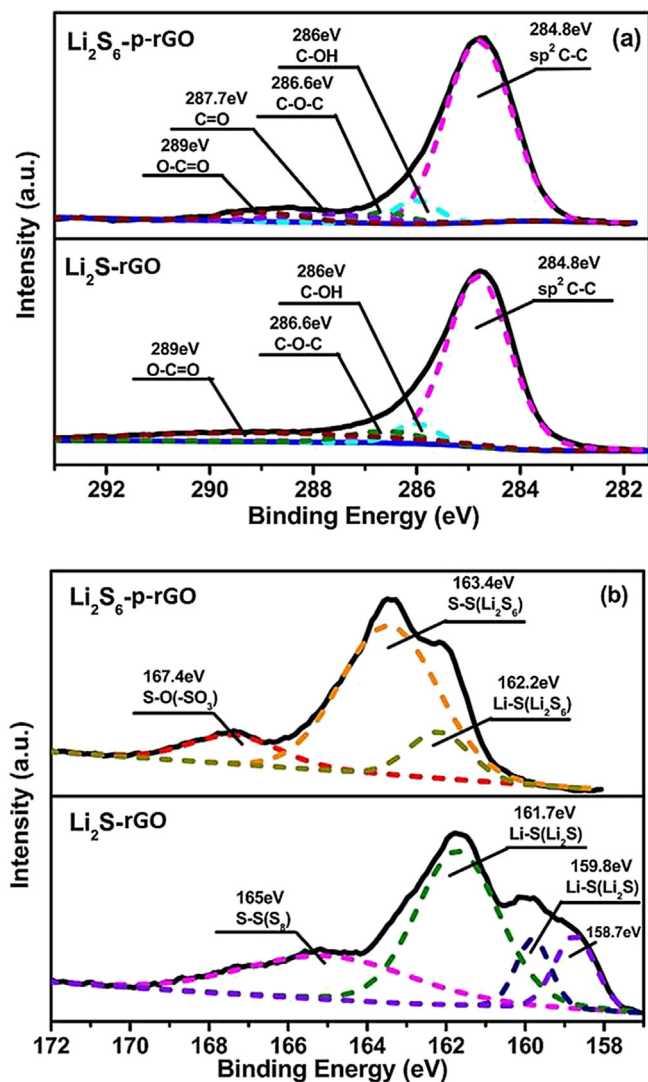 Li₂S₆-p-rGO
(a)
286eV
C-OH
286.6eV
C-O-C
287.7eV
C=O
289eV
O-C=O
284.8eV
sp² C-C
Li₂S-rGO
286eV
C-OH
286.6eV
C-O-C
289eV
O-C=O
284.8eV
sp² C-C
Intensity (a.u.)
292 290 288 286 284 282
Binding Energy (eV)
Li₂S₆-p-rGO
(b)
163.4eV
S-S(Li₂S₆)
167.4eV
S-O(-SO₃)
162.2eV
Li-S(Li₂S₆)
Li₂S-rGO
161.7eV
Li-S(Li₂S)
159.8eV
Li-S(Li₂S)
165eV
S-S(S₈)
158.7eV
Intensity (a.u.)
172 170 168 166 164 162 160 158
Binding Energy (eV)